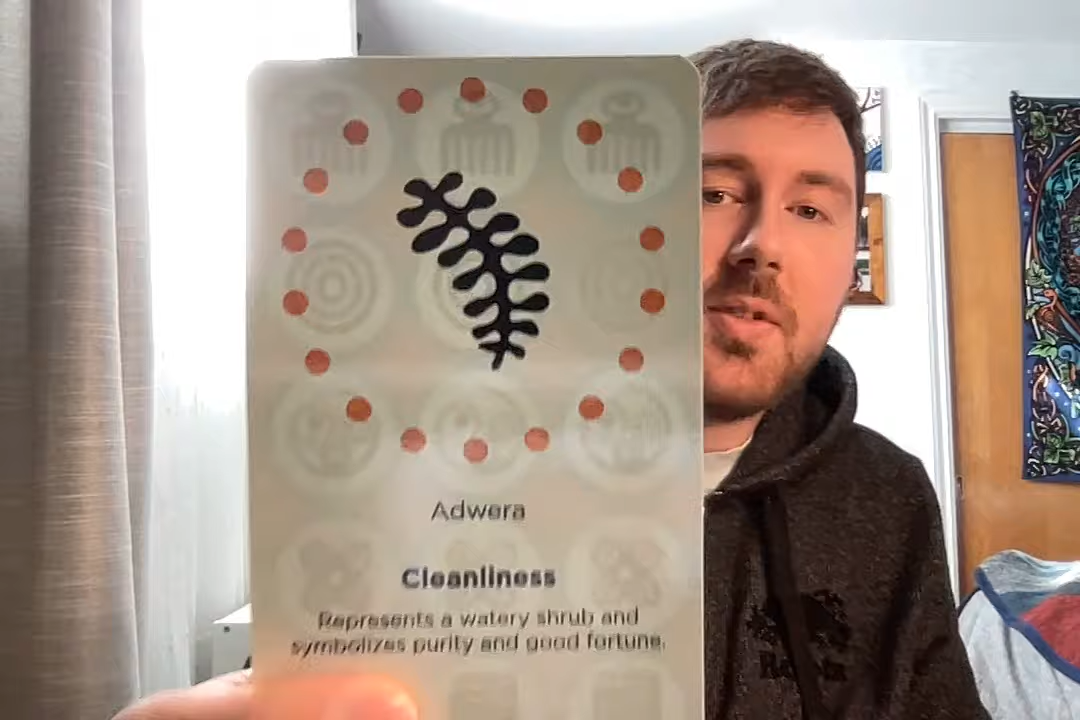 Adwera
Cleanliness
Represents a watery shrub and
symbolizes purity and good fortune.